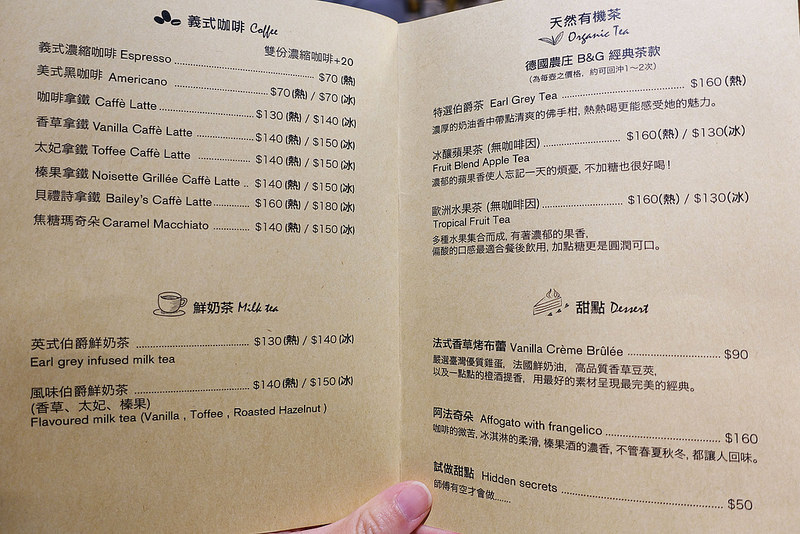 義式咖啡 Coffee
雙份濃縮咖啡+20
義式濃縮咖啡 Espresso ........ $70 (熱)
美式黑咖啡 Americano ........ $70(熱) / $70 (冰)
咖啡拿鐵 Caffè Latte ........ $130(熱) / $140 (冰)
香草拿鐵 Vanilla Caffè Latte ........ $140(熱) / $150(冰)
太妃拿鐵 Toffee Caffè Latte ........ $140(熱) / $150(冰)
榛果拿鐵 Noisette Grillée Caffè Latte .. $140(熱) / $150(冰)
貝禮詩拿鐵 Bailey's Caffè Latte ........ $160(熱) / $180(冰)
焦糖瑪奇朵 Caramel Macchiato ........ $140(熱) / $150(冰)
鮮奶茶 Milk tea
英式伯爵鮮奶茶 ........ $130(熱) / $140(冰)
Earl grey infused milk tea
風味伯爵鮮奶茶 ........ $140(熱) / $150(冰)
(香草、太妃、榛果)
Flavoured milk tea (Vanilla , Toffee , Roasted Hazelnut )
天然有機茶
Organic Tea
德國農庄 B&G 經典茶款
(為每壺之價格，約可回沖1～2次)
特選伯爵茶 Earl Grey Tea ........ $160(熱)
濃厚的奶油香中帶點清爽的佛手柑, 熱熱喝更能感受她的魅力。
冰釀蘋果茶 (無咖啡因) ........ $160(熱) / $130(冰)
Fruit Blend Apple Tea
濃郁的蘋果香使人忘記一天的煩憂, 不加糖也很好喝！
歐洲水果茶 (無咖啡因) ........ $160(熱) / $130(冰)
Tropical Fruit Tea
多種水果集合而成, 有著濃郁的果香,
偏酸的口感最適合餐後飲用, 加點糖更是圓潤可口。
甜點 Dessert
法式香草烤布蕾 Vanilla Crème Brûlée ........ $90
嚴選臺灣優質雞蛋, 法國鮮奶油, 高品質香草豆莢,
以及一點點的橙酒提香, 用最好的素材呈現最完美的經典。
阿法奇朵 Affogato with frangelico ........ $160
咖啡的微苦, 冰淇淋的柔滑, 榛果酒的濃香, 不管春夏秋冬, 都讓人回味。
試做甜點 Hidden secrets ........ $50
師傅有空才會做......